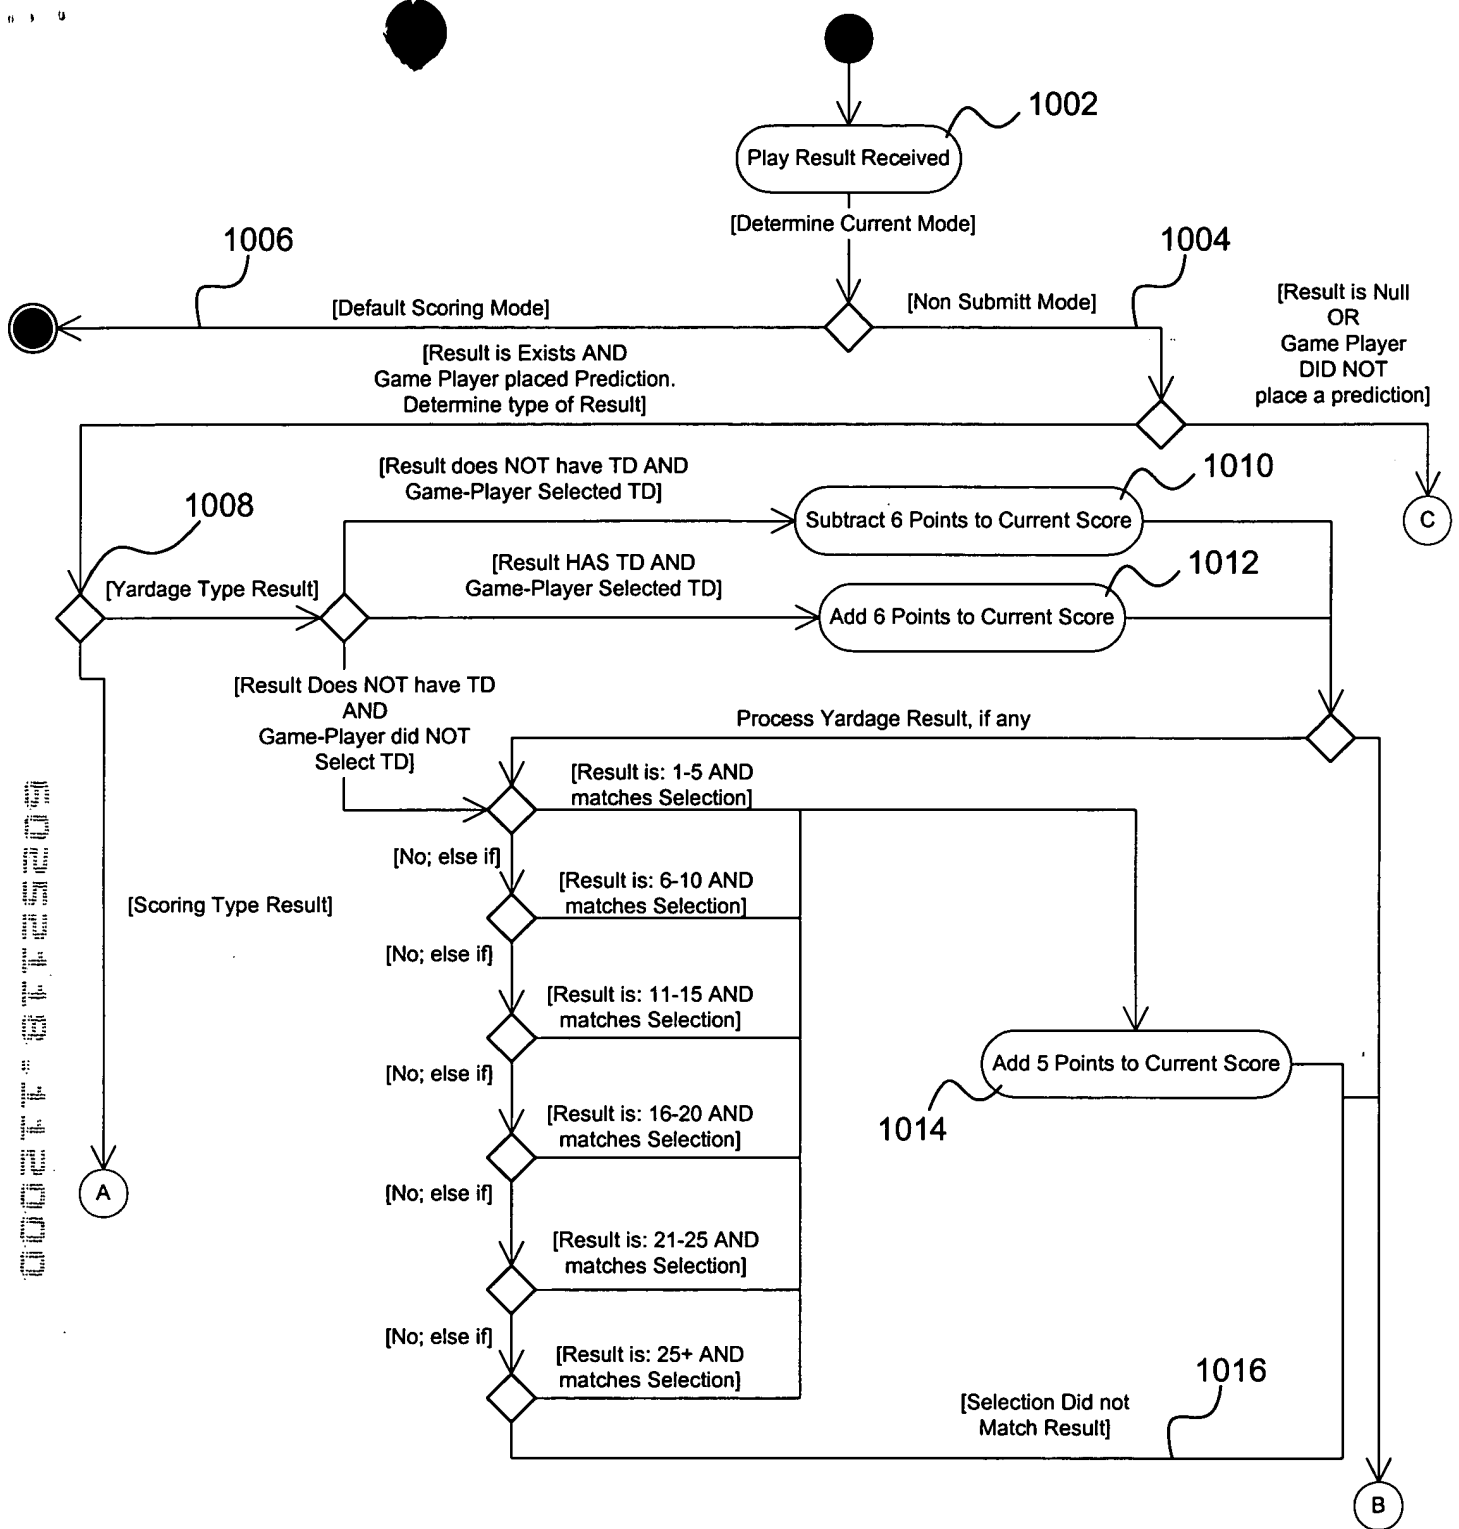 1002
Play Result Received
[Determine Current Mode]
1006
1004
[Default Scoring Mode]
[Non Submitt Mode]
[Result is Null
OR
Game Player
DID NOT
place a prediction]
[Result is Exists AND
Game Player placed Prediction.
Determine type of Result]
[Result does NOT have TD AND
Game-Player Selected TD]
1010
Subtract 6 Points to Current Score
C
1008
[Yardage Type Result]
[Result HAS TD AND
Game-Player Selected TD]
1012
Add 6 Points to Current Score
[Result Does NOT have TD
AND
Game-Player did NOT
Select TD]
Process Yardage Result, if any
[Result is: 1-5 AND
matches Selection]
[No; else if]
[Result is: 6-10 AND
matches Selection]
[Scoring Type Result]
[No; else if]
[Result is: 11-15 AND
matches Selection]
[No; else if]
Add 5 Points to Current Score
1014
[Result is: 16-20 AND
matches Selection]
[No; else if]
A
[Result is: 21-25 AND
matches Selection]
[No; else if]
[Result is: 25+ AND
matches Selection]
1016
[Selection Did not
Match Result]
B